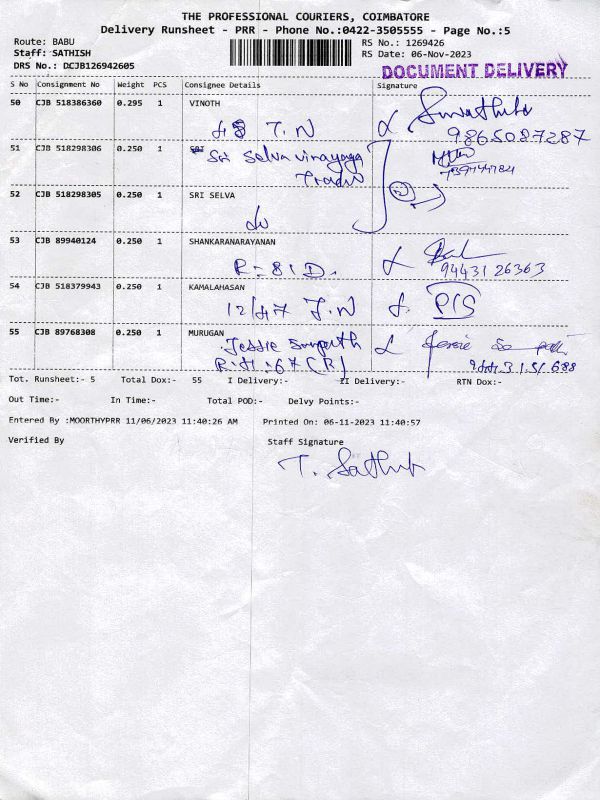 THE PROFESSIONAL COURIERS, COIMBATORE
Delivery Runsheet - PRR - Phone No.:0422-3505555 - Page No.:5
Route: BABU RS No.: 1269426
Staff: SATHISH RS Date: 06-Nov-2023
DRS No.: DCJB126942605 DOCUMENT DELIVERY
S No Consignment No Weight PCS Consignee Details Signature
50 CJB 518386360 0.295 1 VINOTH
T.N
9865087287
51 CJB 518298306 0.250 1
Sri Selva vinayaga
52 CJB 518298305 0.250 1 SRI SELVA
53 CJB 89940124 0.250 1 SHANKARANARAYANAN
R:81D. 94431 26363
54 CJB 518379943 0.250 1 KAMALAHASAN
12/47 J.N
55 CJB 89768308 0.250 1 MURUGAN
Jessie
Tot. Runsheet:- 5 Total Dox:- 55 I Delivery:- II Delivery:- RTN Dox:-
Out Time:- In Time:- Total POD:- Delvy Points:-
Entered By :MOORTHYPRR 11/06/2023 11:40:26 AM Printed On: 06-11-2023 11:40:57
Verified By Staff Signature